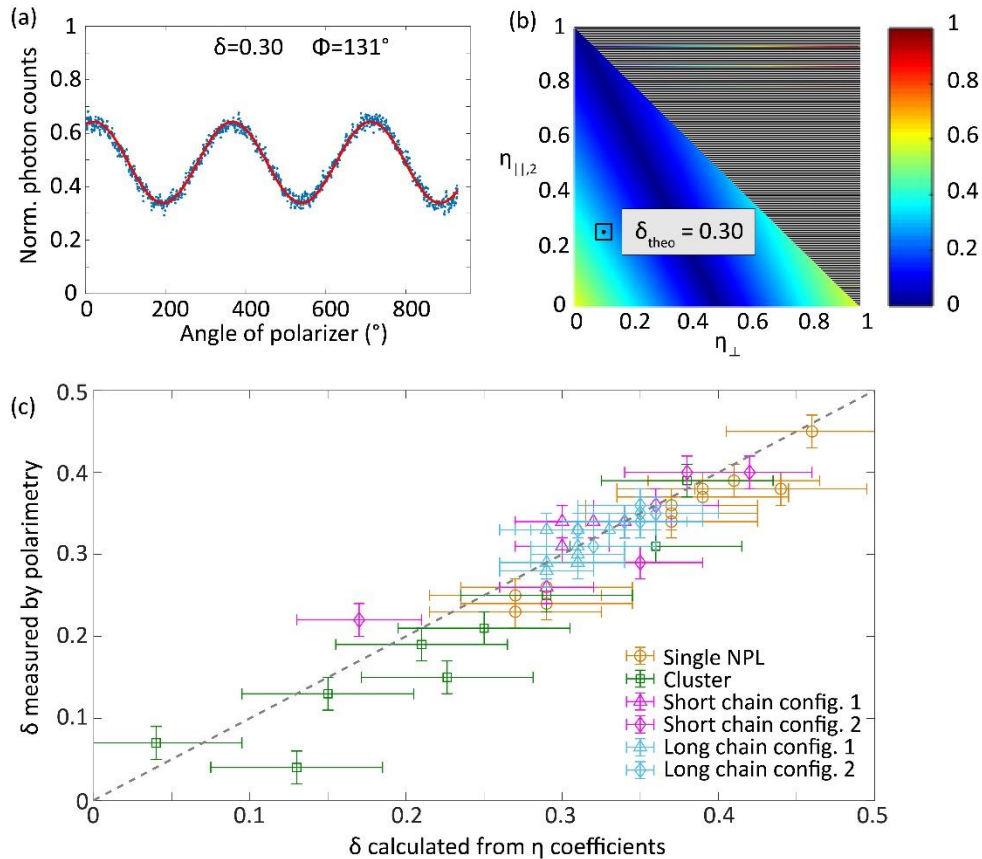 (a)
δ=0.30 Φ=131°
1
0.8
0.6
0.4
0.2
0
0 200 400 600 800
Norm. photon counts
Angle of polarizer (°)
(b)
1
0.8
0.6
0.4
0.2
0
0 0.2 0.4 0.6 0.8 1
η||,2
η⊥
δtheo = 0.30
1
0.8
0.6
0.4
0.2
0
(c)
0.5
0.4
0.3
0.2
0.1
0
0 0.1 0.2 0.3 0.4 0.5
δ measured by polarimetry
δ calculated from η coefficients
Single NPL
Cluster
Short chain config. 1
Short chain config. 2
Long chain config. 1
Long chain config. 2